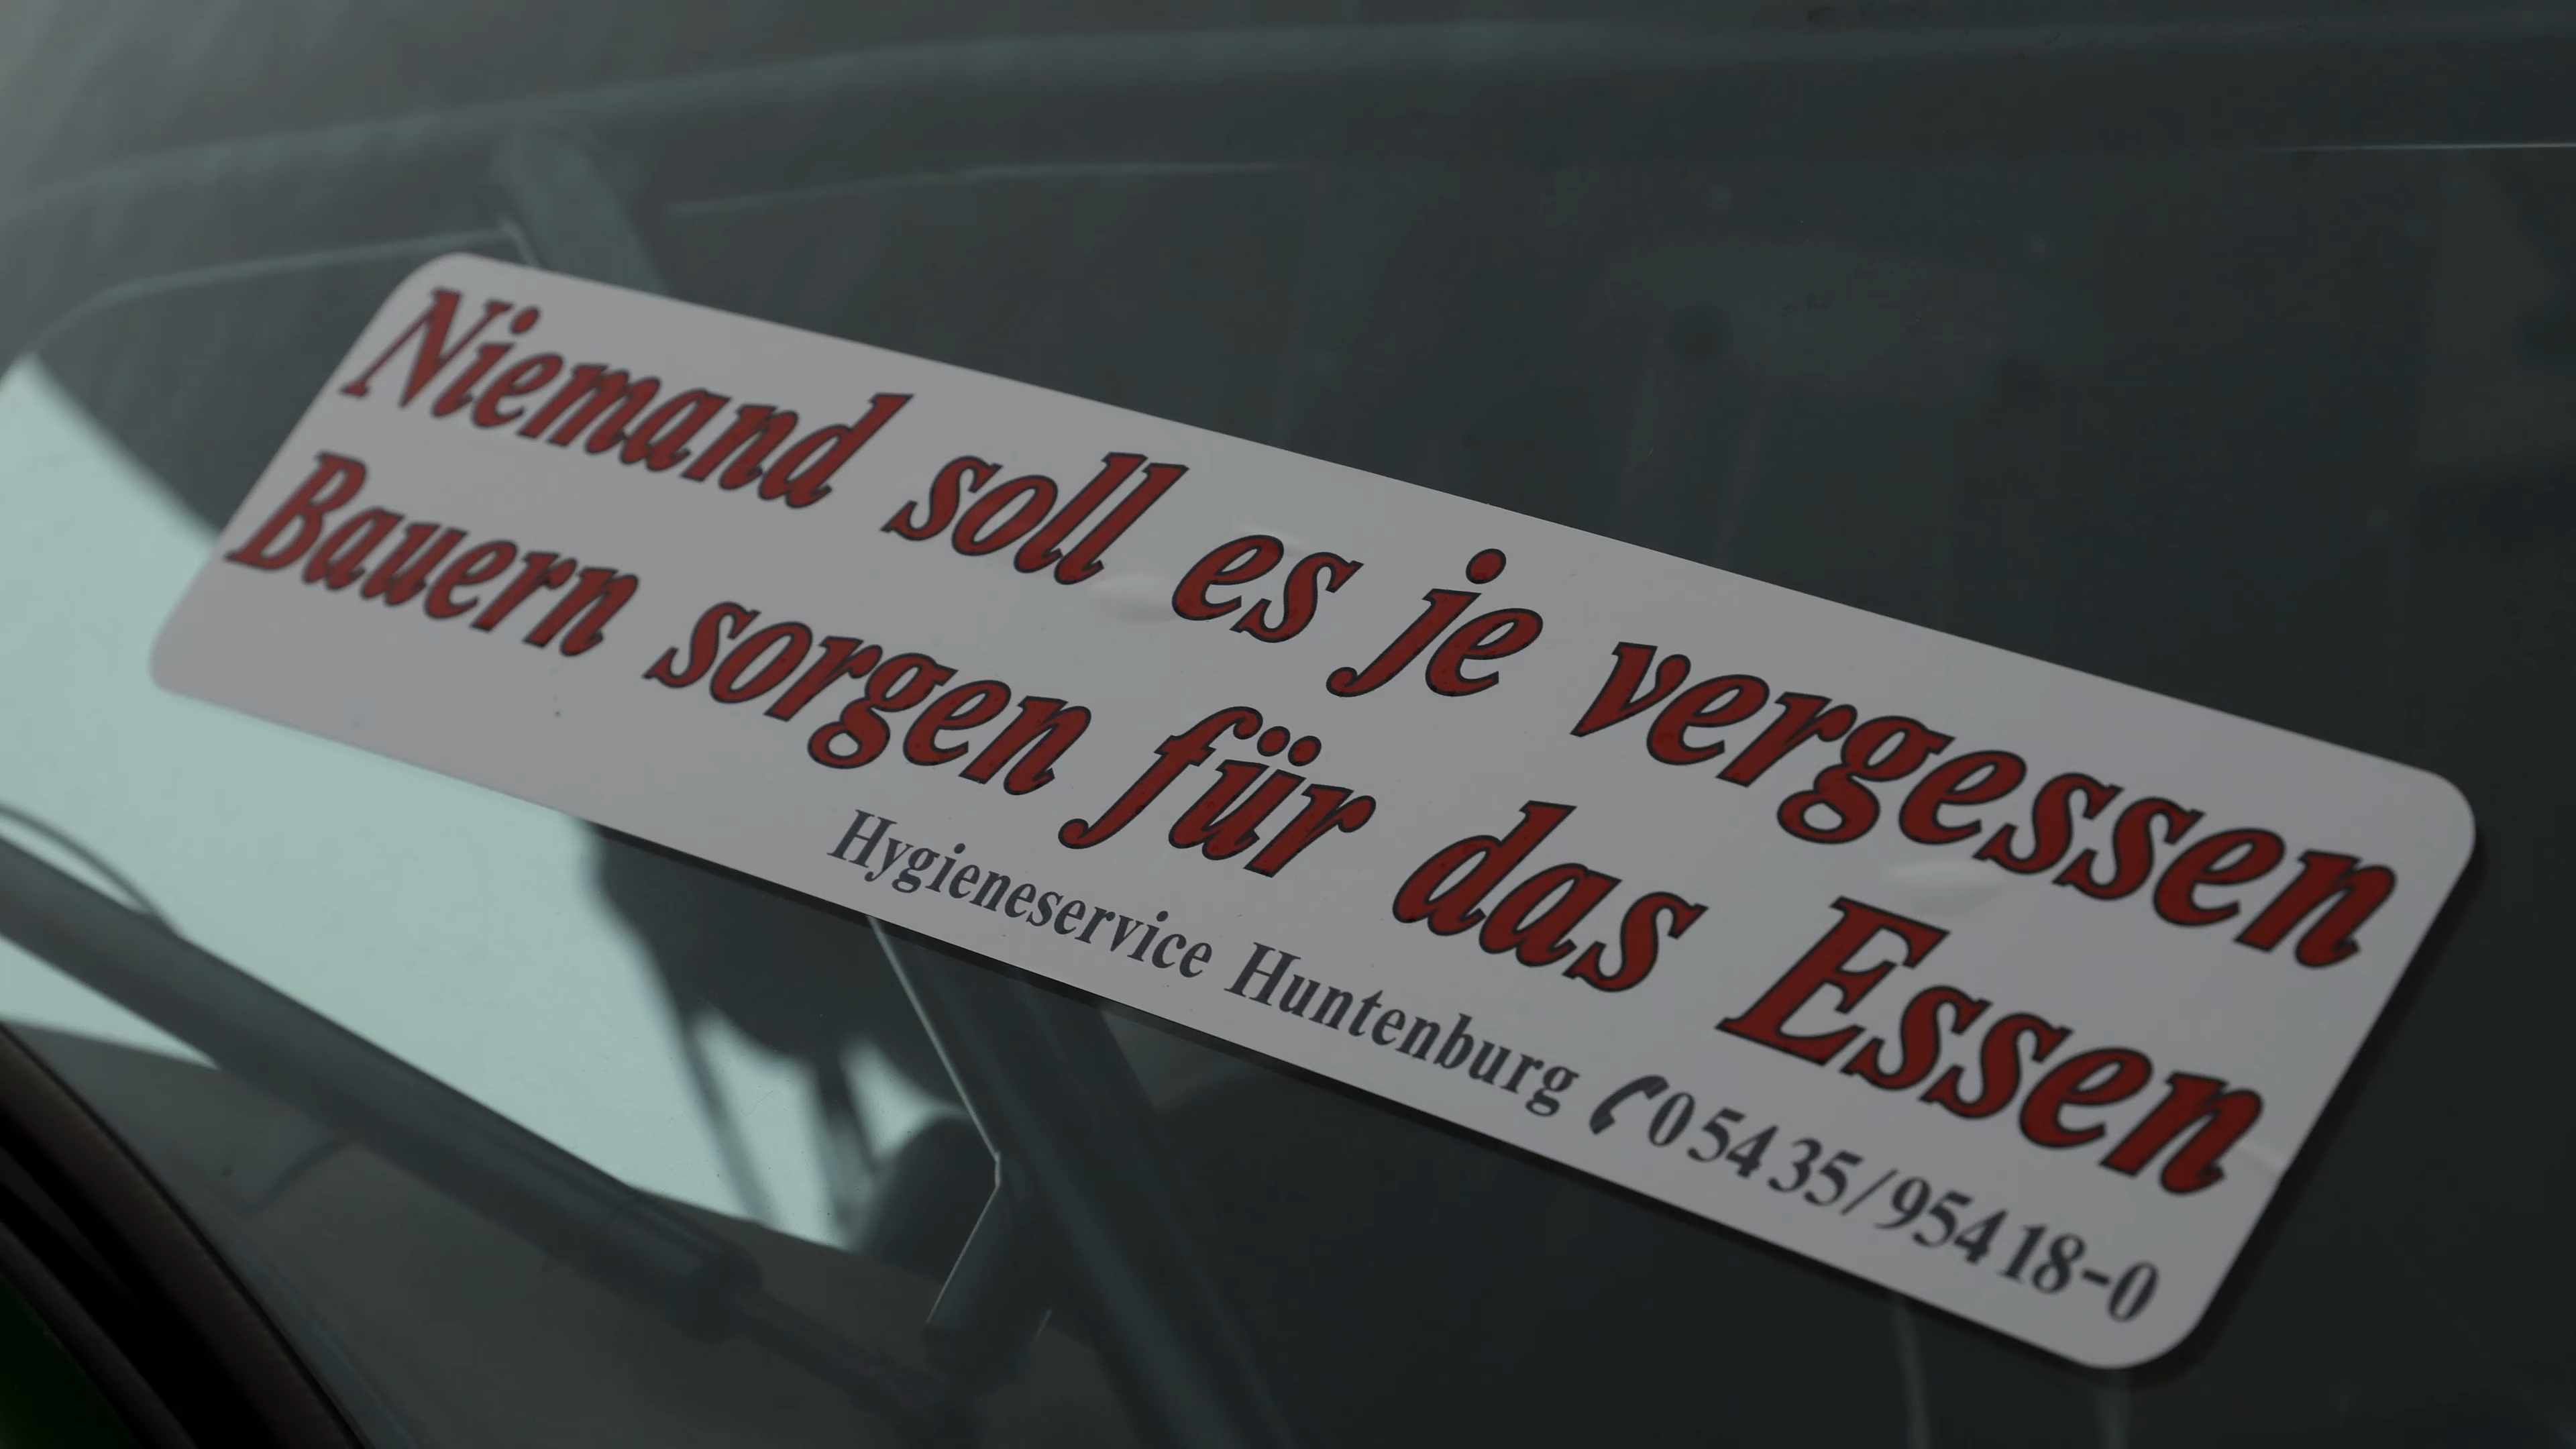 Niemand soll es je vergessen
Bauern sorgen für das Essen
Hygieneservice Huntenburg 05435/95418-0